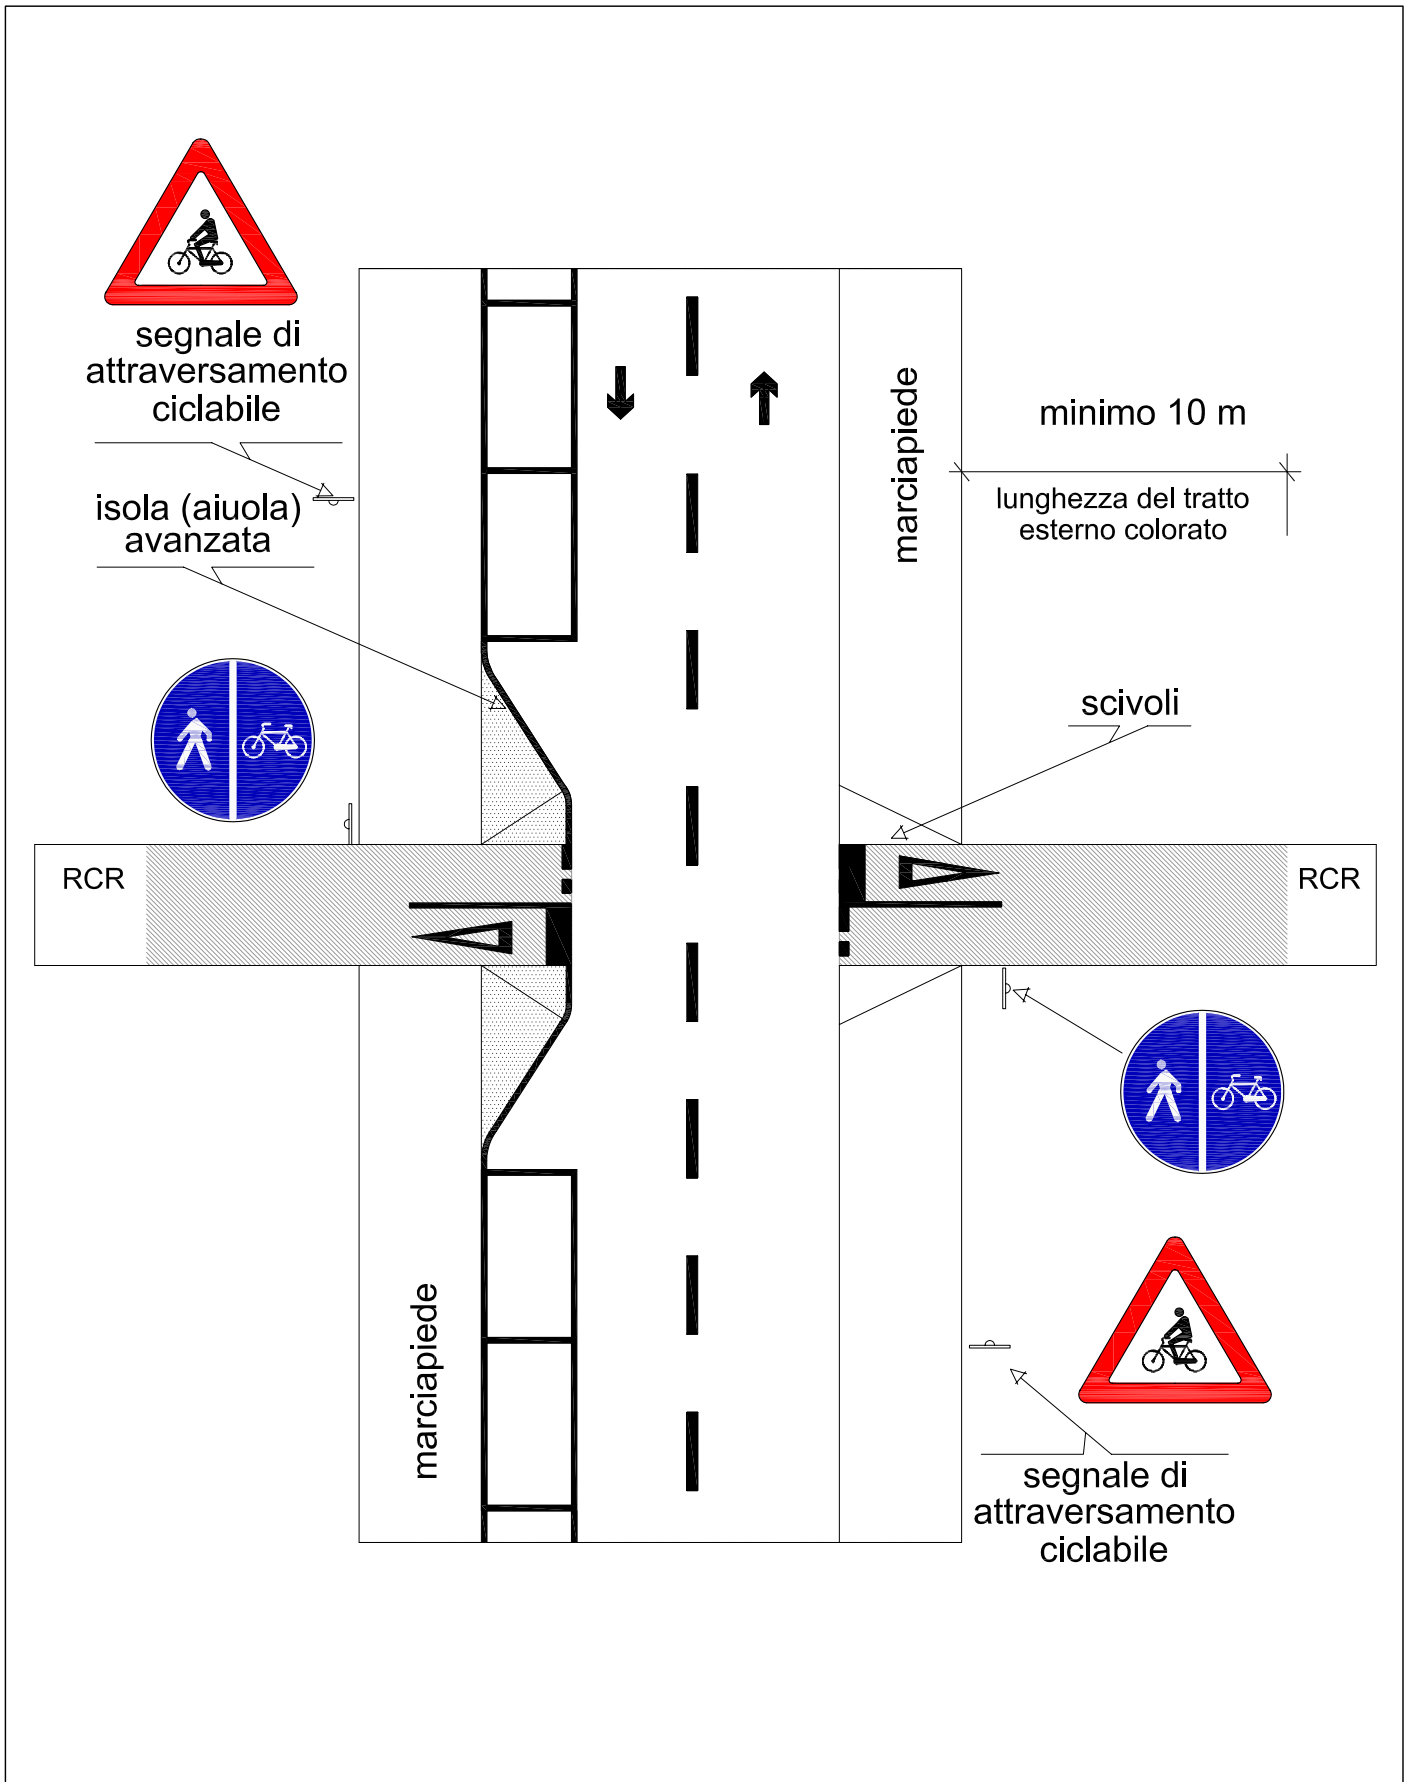 segnale di
attraversamento
ciclabile
isola (aiuola)
avanzata
marciapiede
minimo 10 m
lunghezza del tratto
esterno colorato
scivoli
RCR
RCR
marciapiede
segnale di
attraversamento
ciclabile